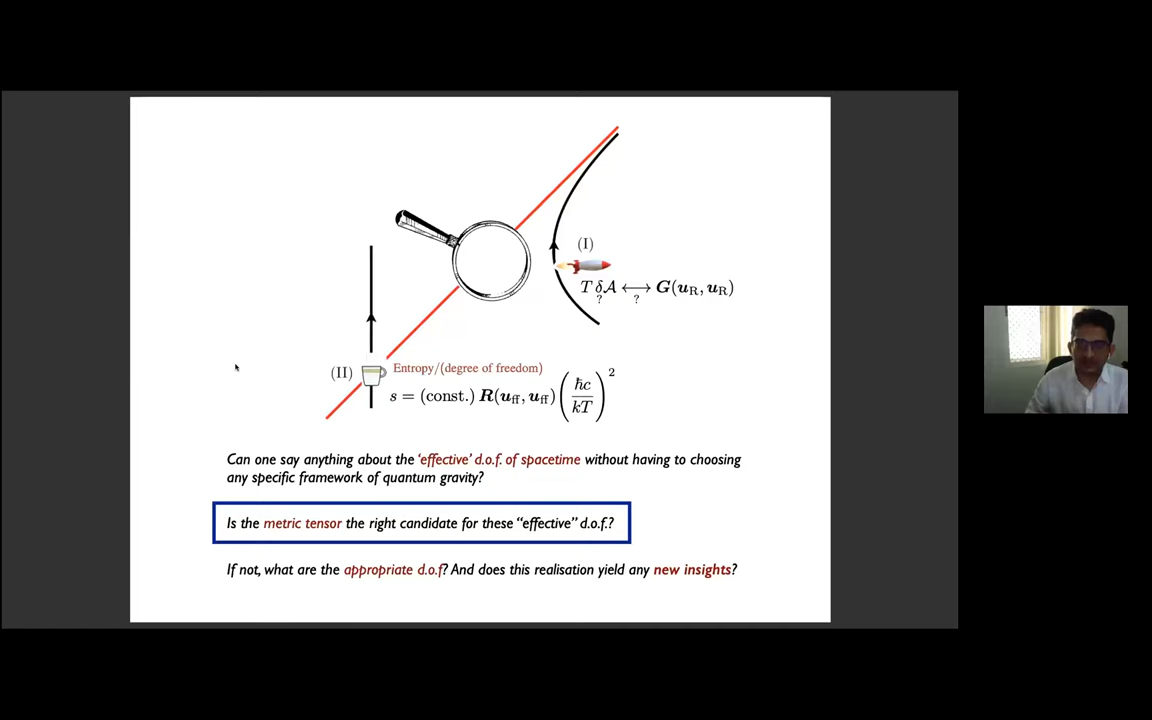 (I)
T δA ⟷ G(u_R, u_R)
? ?
(II)
Entropy/(degree of freedom)
s = (const.) R(u_ff, u_ff) (ħc/kT)^2
Can one say anything about the 'effective' d.o.f. of spacetime without having to choosing
any specific framework of quantum gravity?
Is the metric tensor the right candidate for these "effective" d.o.f.?
If not, what are the appropriate d.o.f? And does this realisation yield any new insights?